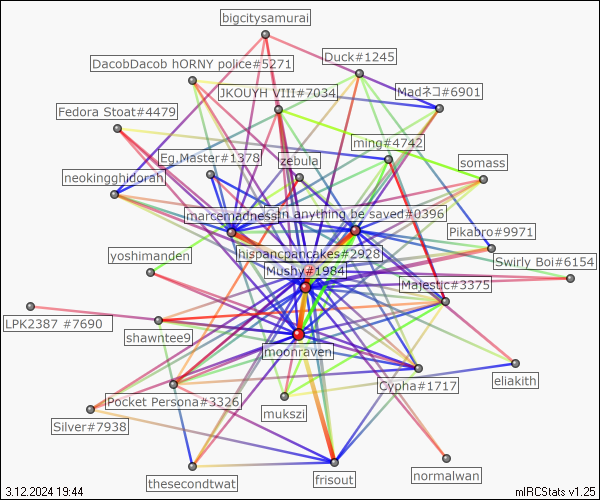 bigcitysamurai
Duck#1245
DacobDacob hORNY police#5271
JKOUYH VIII#7034
Madネコ#6901
Fedora Stoat#4479
ming#4742
Eg.Master#1378
zebula
somass
neokingghidorah
marcemadness
in anything be saved#0396
Pikabro#9971
yoshimanden
hispancpancakes#2928
Swirly Boi#6154
Mushy#1984
Majestic#3375
LPK2387 #7690
shawntee9
moonraven
eliakith
Cypha#1717
Pocket Persona#3326
mukszi
Silver#7938
normalwan
thesecondtwat
frisout
3.12.2024 19:44
mIRCStats v1.25